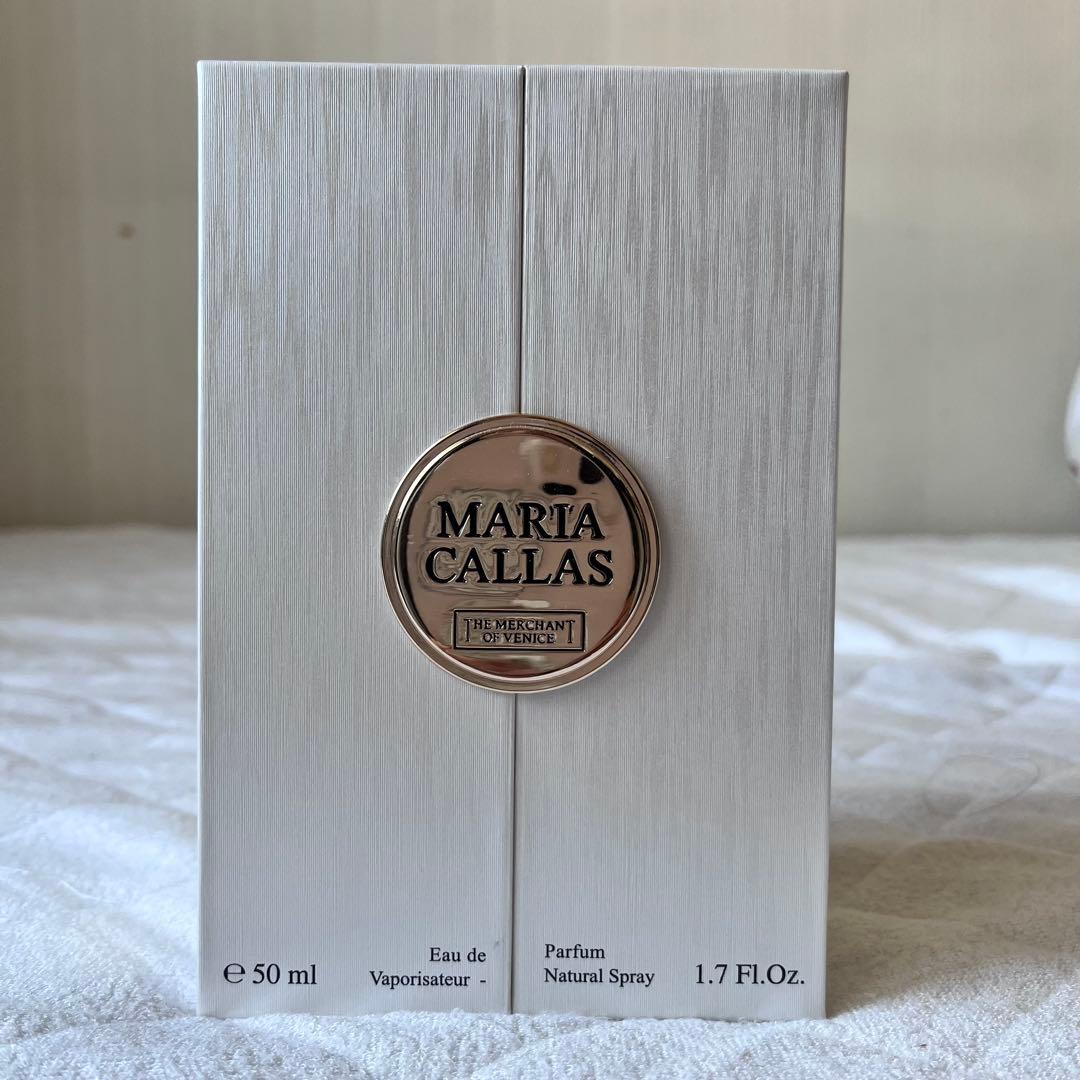 MARIA
CALLAS
THE MERCHANT
OF VENICE
Eau de Parfum
℮ 50 ml Vaporisateur - Natural Spray 1.7 Fl.Oz.